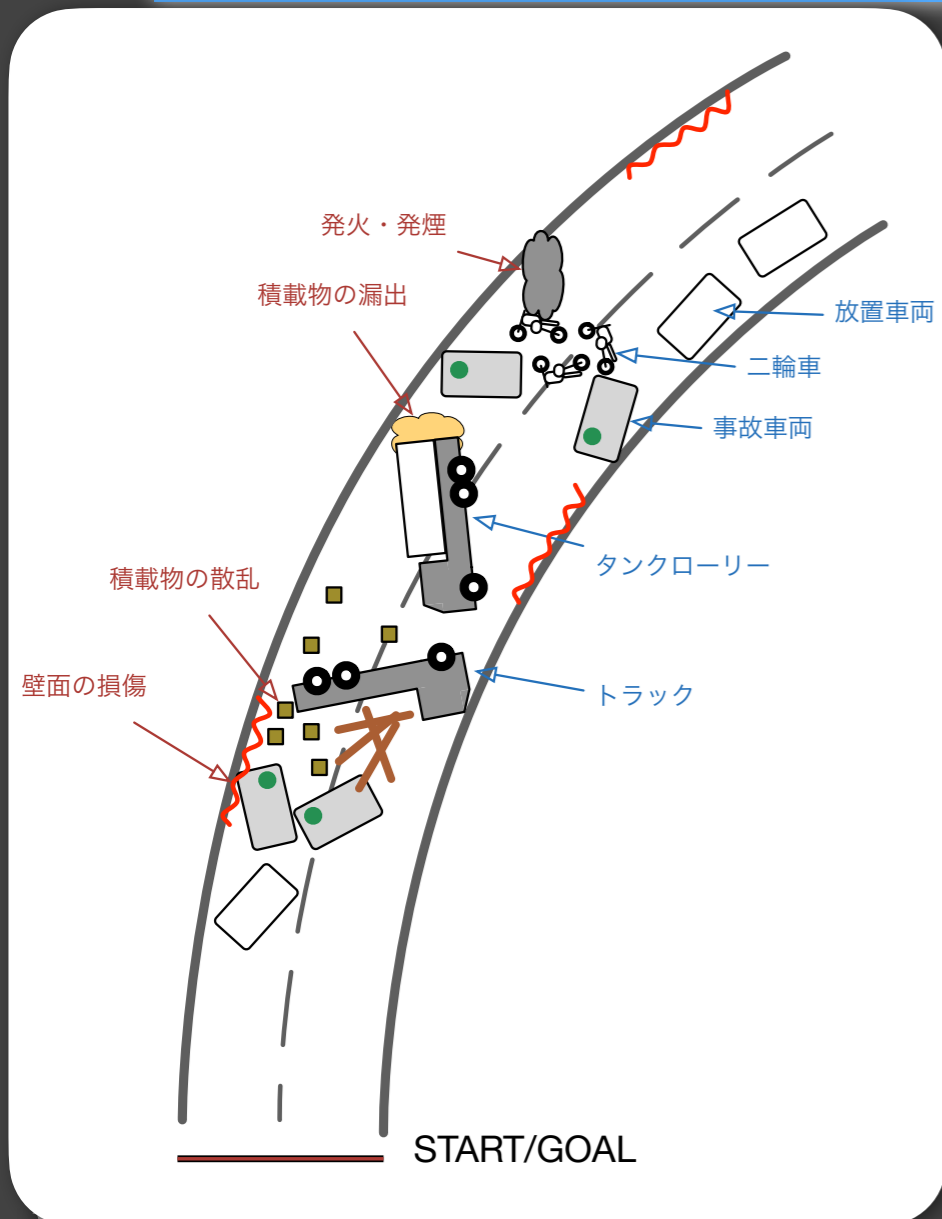 発火・発煙
積載物の漏出
放置車両
二輪車
事故車両
タンクローリー
積載物の散乱
壁面の損傷
トラック
START/GOAL